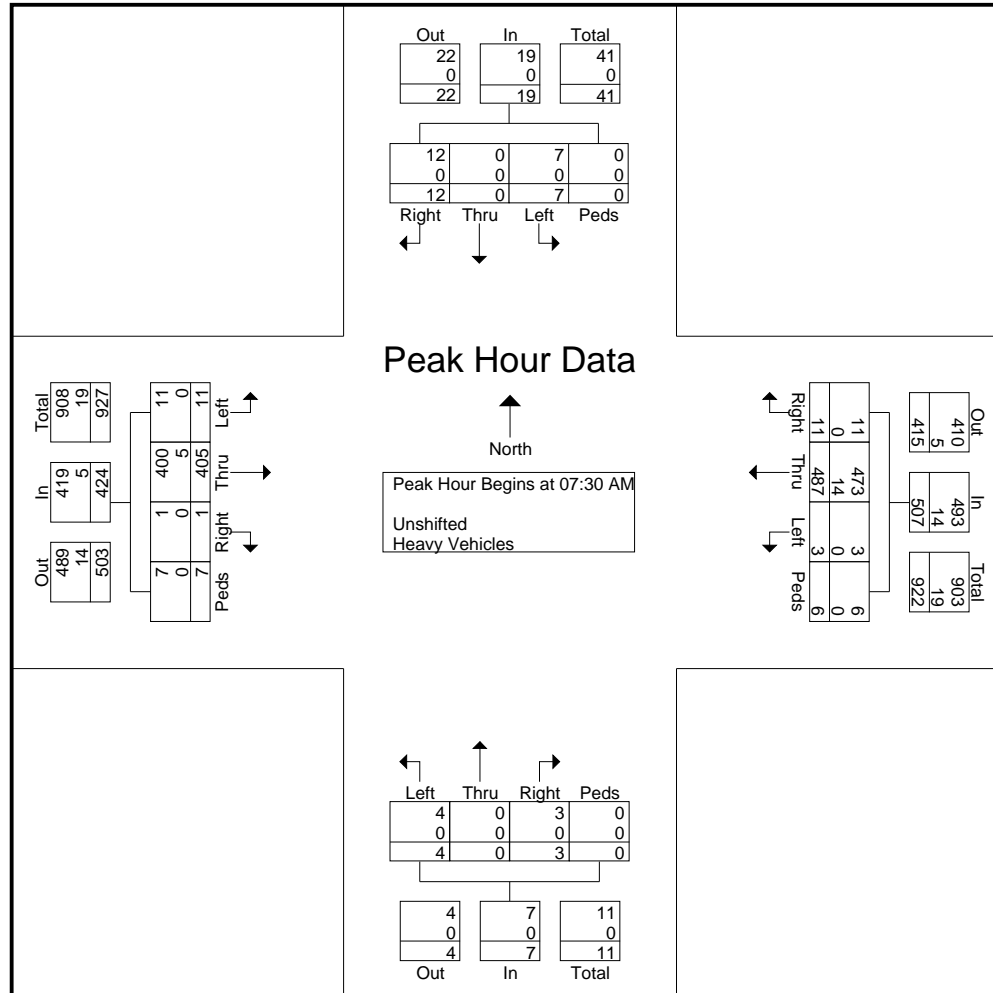 Out In Total
22 19 41
0 0 0
22 19 41
12 0 7 0
0 0 0 0
12 0 7 0
Right Thru Left Peds
Peak Hour Data
North
Peak Hour Begins at 07:30 AM
Unshifted
Heavy Vehicles
Left Thru Right Peds
11 400 1 7
0 5 0 0
11 405 1 7
Out In Total
489 419 908
14 5 19
503 424 927
Right Thru Left Peds
11 473 3 6
0 14 0 0
11 487 3 6
Out In Total
410 493 903
5 14 19
415 507 922
Left Thru Right Peds
4 0 3 0
0 0 0 0
4 0 3 0
4 7 11
0 0 0
4 7 11
Out In Total